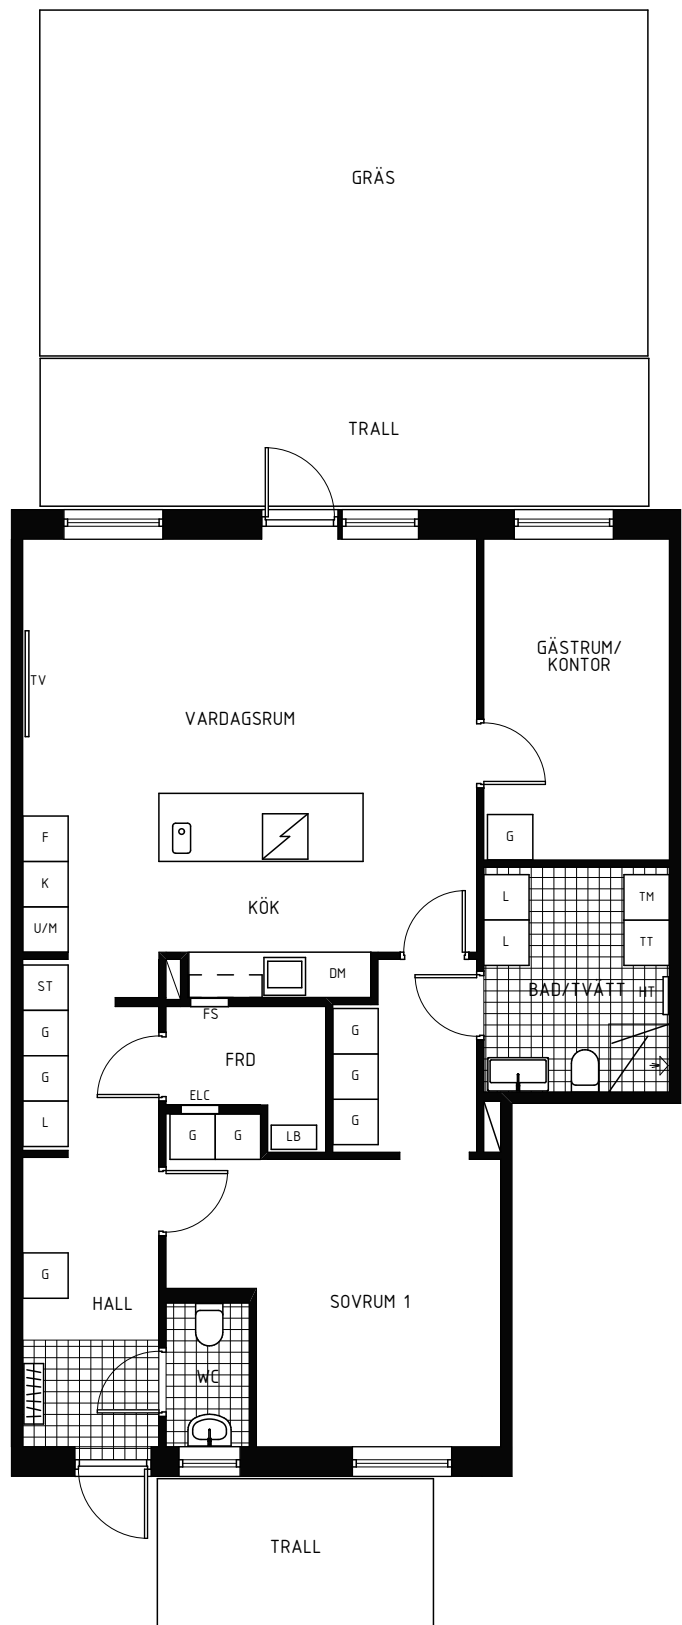 GRÄS
TRALL
GÄSTRUM/
KONTOR
TV
VARDAGSRUM
F
G
K
L
TM
KÖK
U/M
L
TT
DM
ST
BAD/TVÄTT
HT
FS
G
G
FRD
G
G
ELC
L
G
G
LB
G
G
HALL
SOVRUM 1
WC
TRALL